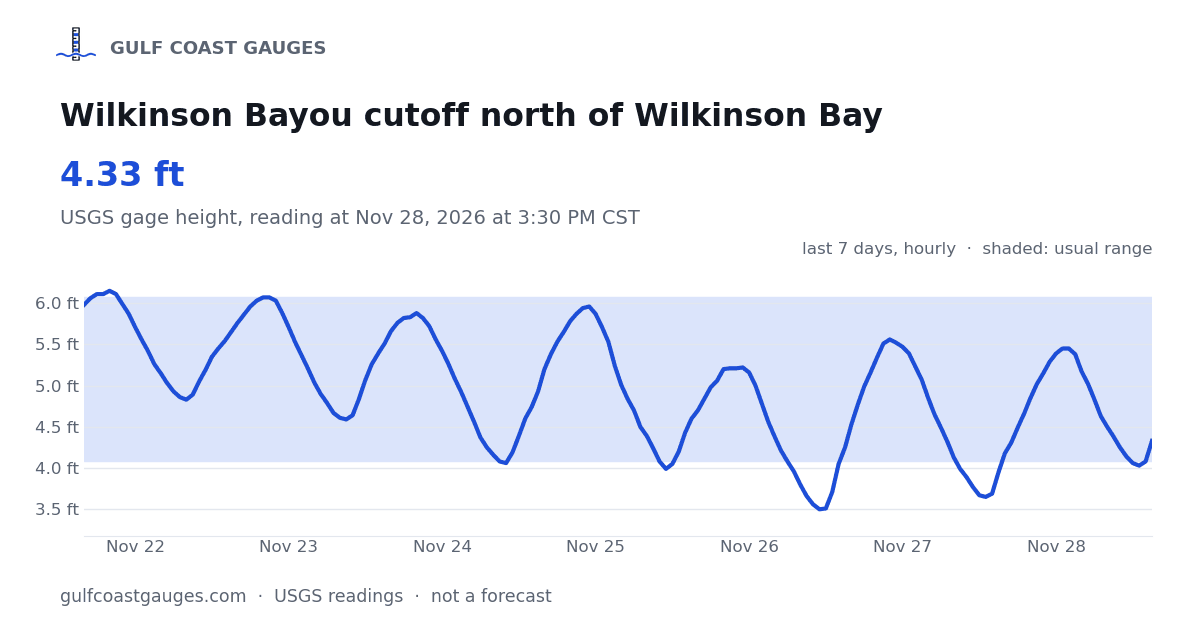 GULF COAST GAUGES
Wilkinson Bayou cutoff north of Wilkinson Bay
4.33 ft
USGS gage height, reading at Nov 28, 2026 at 3:30 PM CST
last 7 days, hourly · shaded: usual range
6.0 ft
5.5 ft
5.0 ft
4.5 ft
4.0 ft
3.5 ft
Nov 22 Nov 23 Nov 24 Nov 25 Nov 26 Nov 27 Nov 28
gulfcoastgauges.com · USGS readings · not a forecast